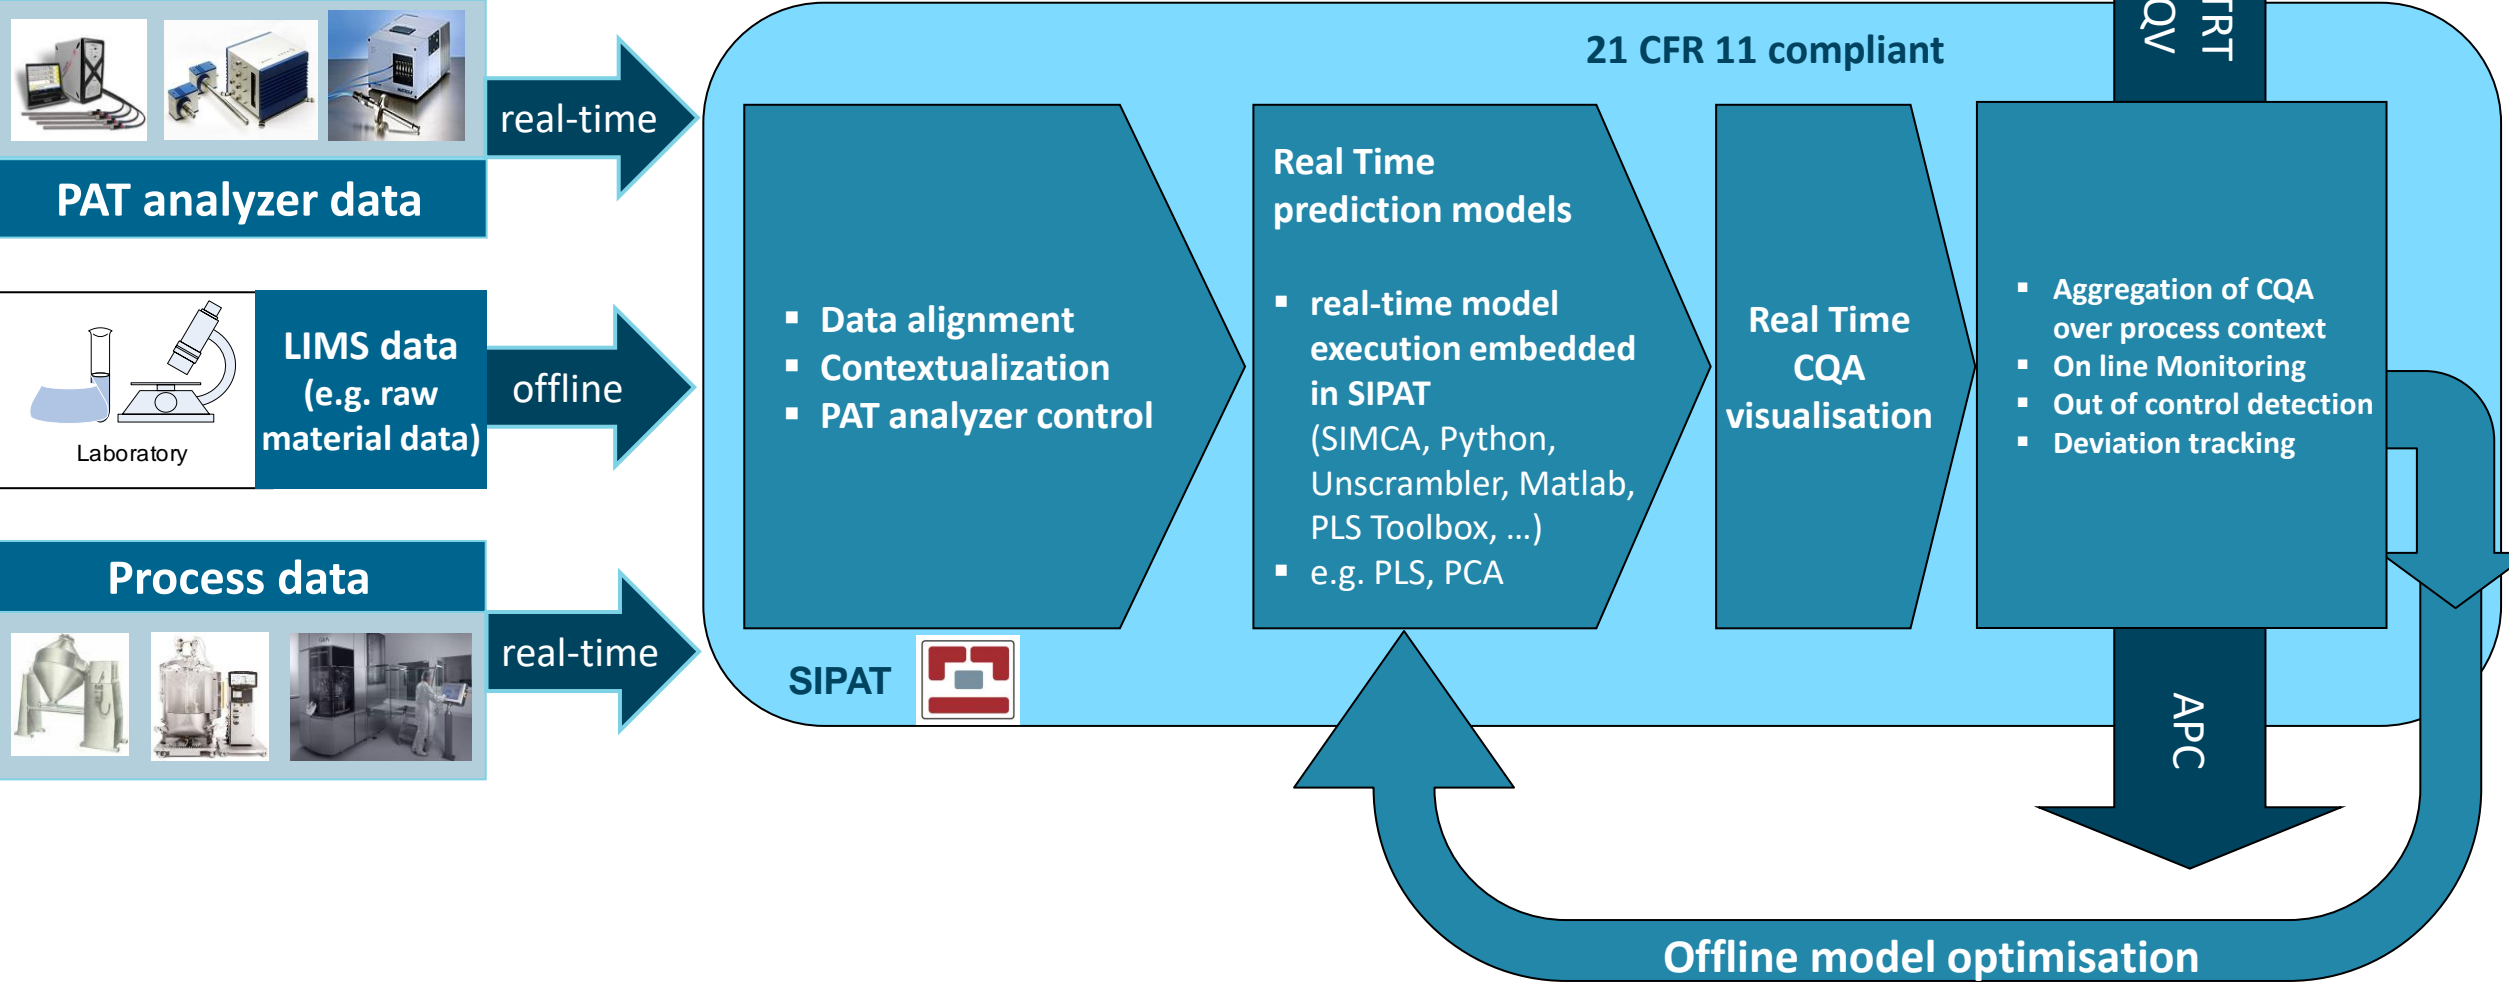 real-time
PAT analyzer data
LIMS data
(e.g. raw
material data)
Laboratory
offline
Process data
real-time
21 CFR 11 compliant
▪ Data alignment
▪ Contextualization
▪ PAT analyzer control
Real Time
prediction models
▪ real-time model
execution embedded
in SIPAT
(SIMCA, Python,
Unscrambler, Matlab,
PLS Toolbox, ...)
▪ e.g. PLS, PCA
Real Time
CQA
visualisation
▪ Aggregation of CQA
over process context
▪ On line Monitoring
▪ Out of control detection
▪ Deviation tracking
SIPAT
APC
Offline model optimisation